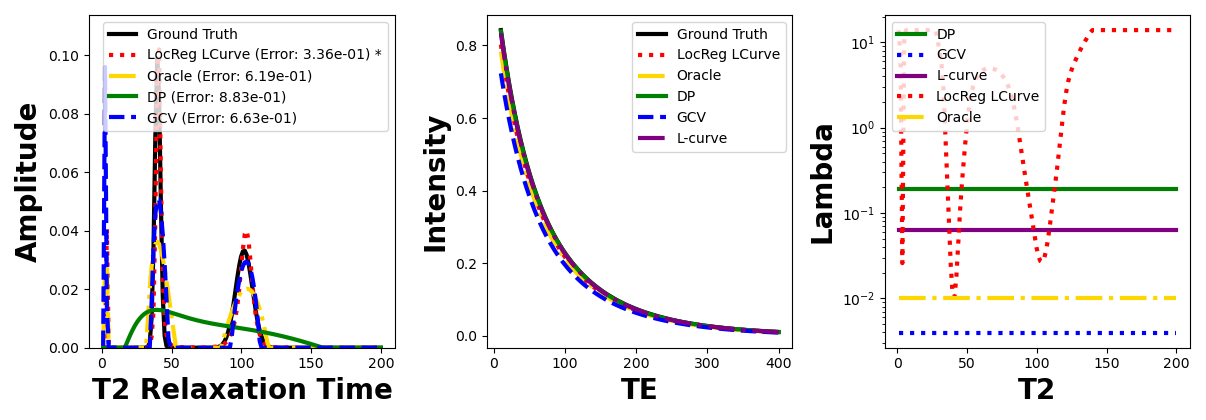 Amplitude
0.10
0.08
0.06
0.04
0.02
0.00
Ground Truth
LocReg LCurve (Error: 3.36e-01) *
Oracle (Error: 6.19e-01)
DP (Error: 8.83e-01)
GCV (Error: 6.63e-01)
0 50 100 150 200
T2 Relaxation Time
Intensity
0.8
0.6
0.4
0.2
0.0
Ground Truth
LocReg LCurve
Oracle
DP
GCV
L-curve
0 100 200 300 400
TE
Lambda
10¹
10⁰
10⁻¹
10⁻²
DP
GCV
L-curve
LocReg LCurve
Oracle
0 50 100 150 200
T2